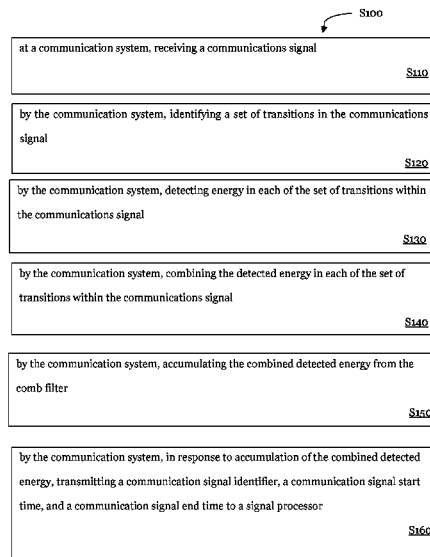 S100
at a communication system, receiving a communications signal
S110
by the communication system, identifying a set of transitions in the communications
signal
S120
by the communication system, detecting energy in each of the set of transitions within
the communications signal
S130
by the communication system, combining the detected energy in each of the set of
transitions within the communications signal
S140
by the communication system, accumulating the combined detected energy from the
comb filter
S150
by the communication system, in response to accumulation of the combined detected
energy, transmitting a communication signal identifier, a communication signal start
time, and a communication signal end time to a signal processor
S160